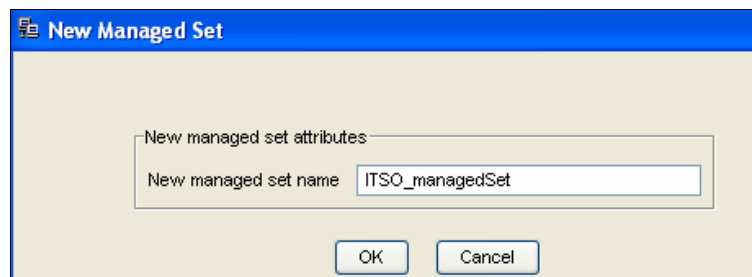 New Managed Set
New managed set attributes
New managed set name ITSO_managedSet
OK Cancel